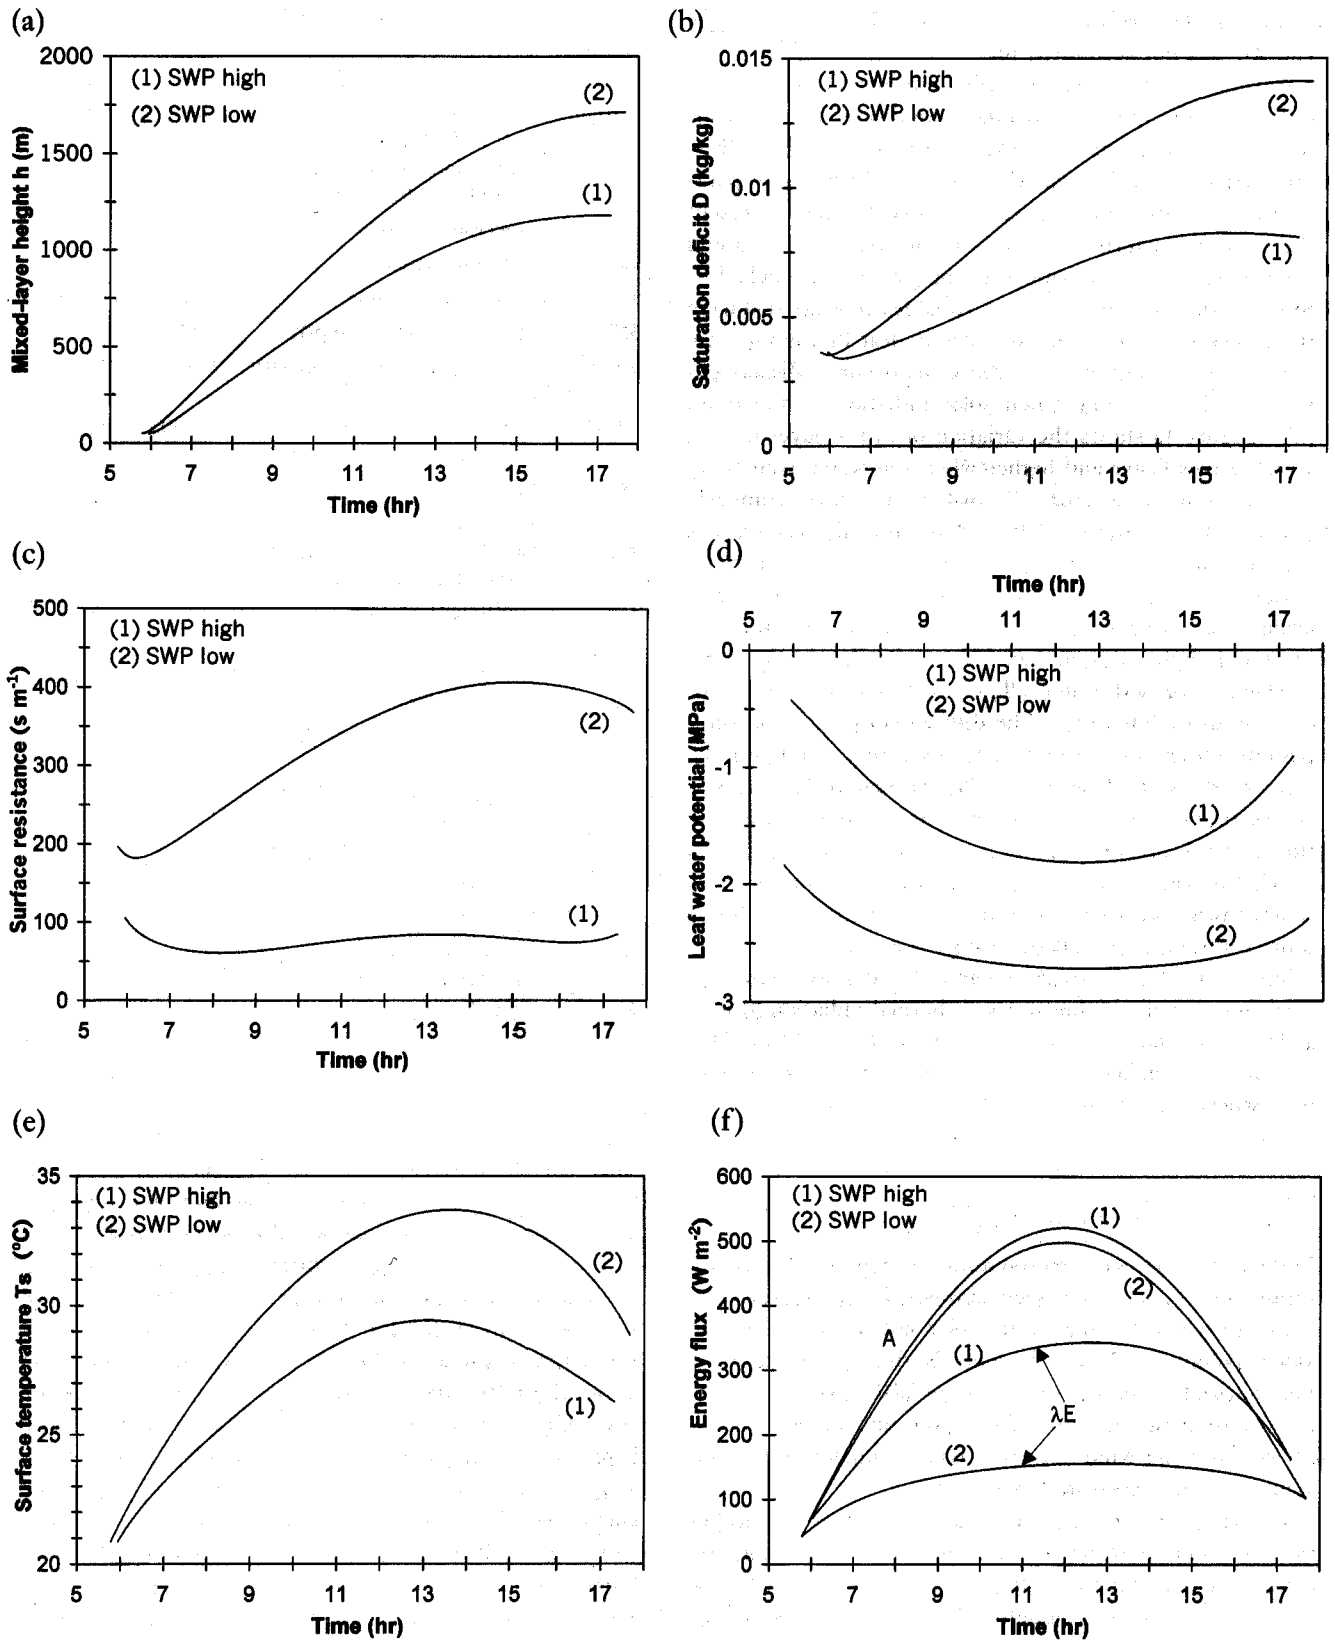 (a)
Mixed-layer height h (m)
2000
1500
1000
500
0
(1) SWP high
(2) SWP low
(2)
(1)
5 7 9 11 13 15 17
Time (hr)
(b)
Saturation deficit D (kg/kg)
0.015
0.01
0.005
0
(1) SWP high
(2) SWP low
(2)
(1)
5 7 9 11 13 15 17
Time (hr)
(c)
Surface resistance (s m-1)
500
400
300
200
100
0
(1) SWP high
(2) SWP low
(2)
(1)
5 7 9 11 13 15 17
Time (hr)
(d)
Time (hr)
5 7 9 11 13 15 17
Leaf water potential (MPa)
0
-1
-2
-3
(1) SWP high
(2) SWP low
(1)
(2)
(e)
Surface temperature Ts (ºC)
35
30
25
20
(1) SWP high
(2) SWP low
(2)
(1)
5 7 9 11 13 15 17
Time (hr)
(f)
Energy flux (W m-2)
600
500
400
300
200
100
0
(1) SWP high
(2) SWP low
(1)
(2)
A
(1)
λE
(2)
5 7 9 11 13 15 17
Time (hr)